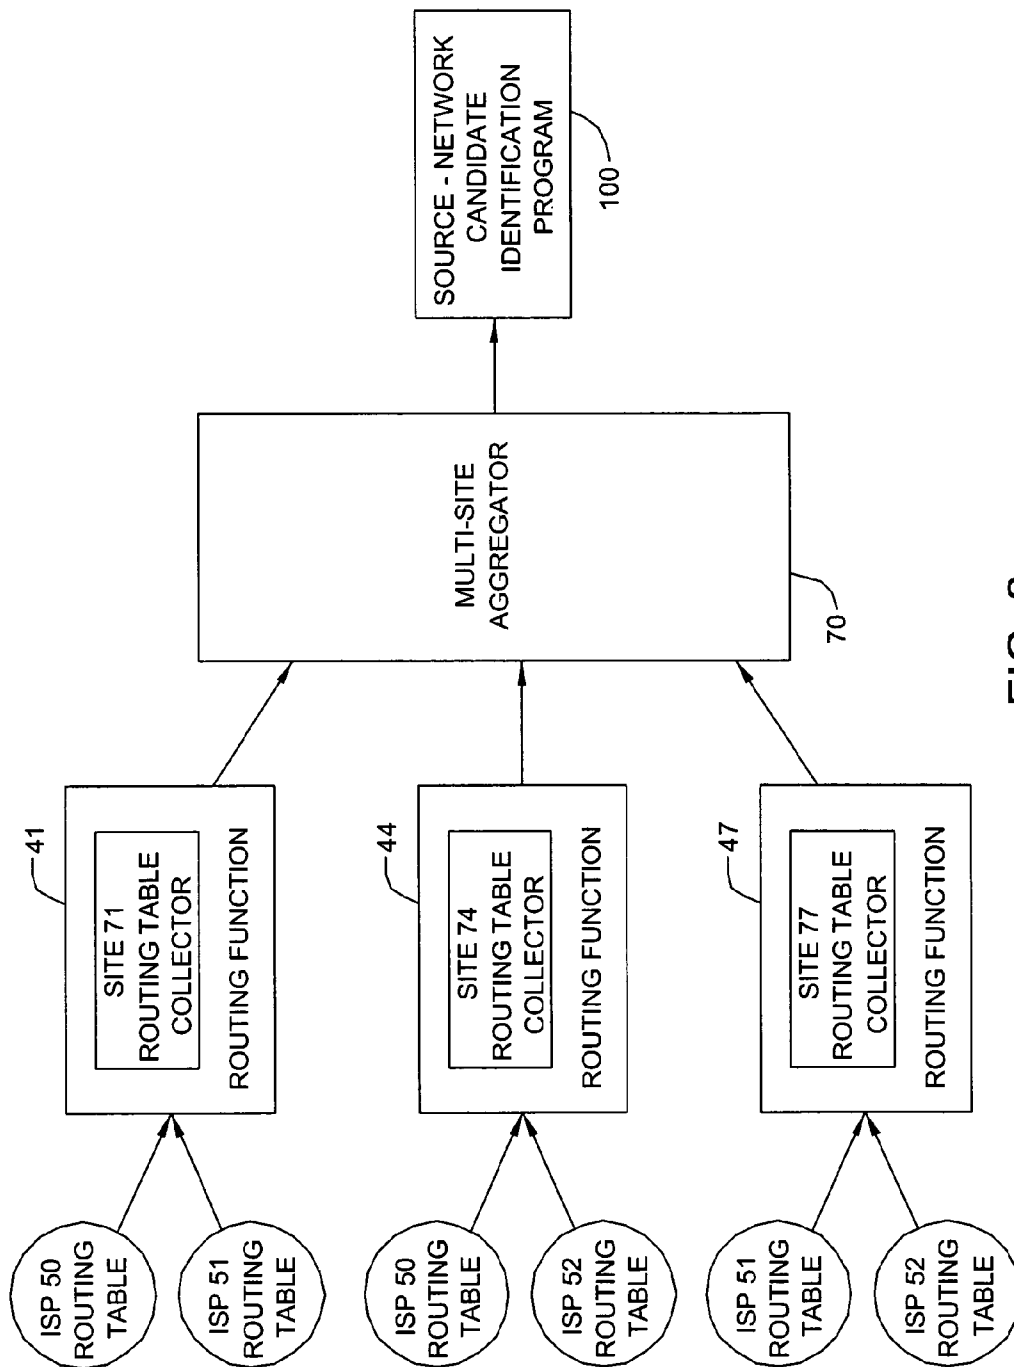 ISP 52
ROUTING
TABLE
ISP 51
ROUTING
TABLE
ISP 52
ROUTING
TABLE
ISP 50
ROUTING
TABLE
ISP 51
ROUTING
TABLE
ISP 50
ROUTING
TABLE
SITE 77
ROUTING TABLE
COLLECTOR
ROUTING FUNCTION
47
SITE 74
ROUTING TABLE
COLLECTOR
ROUTING FUNCTION
44
SITE 71
ROUTING TABLE
COLLECTOR
ROUTING FUNCTION
41
MULTI-SITE
AGGREGATOR
70
SOURCE - NETWORK
CANDIDATE
IDENTIFICATION
PROGRAM
100
FIG.